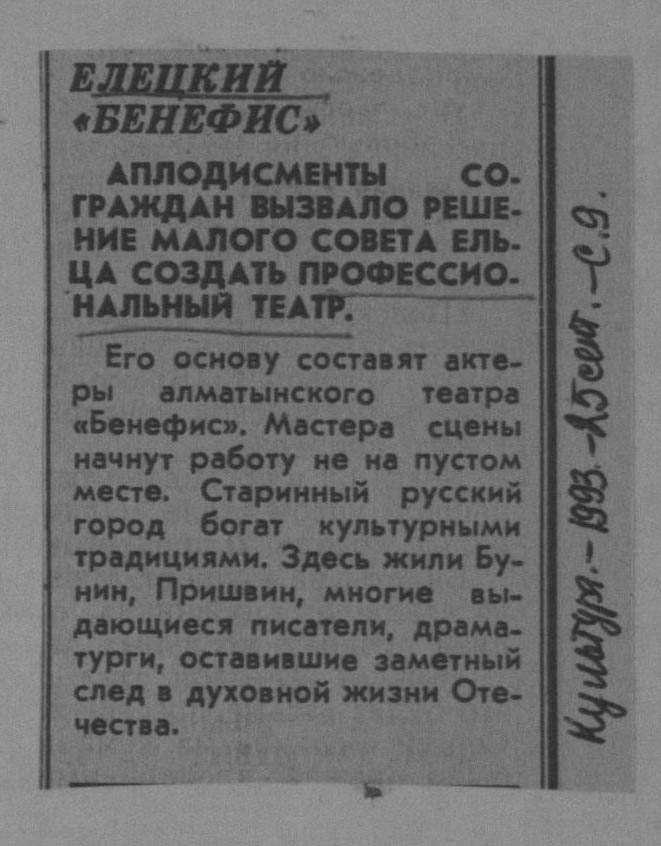 ЕЛЕЦКИЙ
«БЕНЕФИС»
АПЛОДИСМЕНТЫ СО-
ГРАЖДАН ВЫЗВАЛО РЕШЕ-
НИЕ МАЛОГО СОВЕТА ЕЛЬ-
ЦА СОЗДАТЬ ПРОФЕССИО-
НАЛЬНЫЙ ТЕАТР.
Его основу составят акте-
ры алматынского театра
«Бенефис». Мастера сцены
начнут работу не на пустом
месте. Старинный русский
город богат культурными
традициями. Здесь жили Бу-
нин, Пришвин, многие вы-
дающиеся писатели, драма-
турги, оставившие заметный
след в духовной жизни Оте-
чества.
Культура.-1993.-25 сент.-С.9.